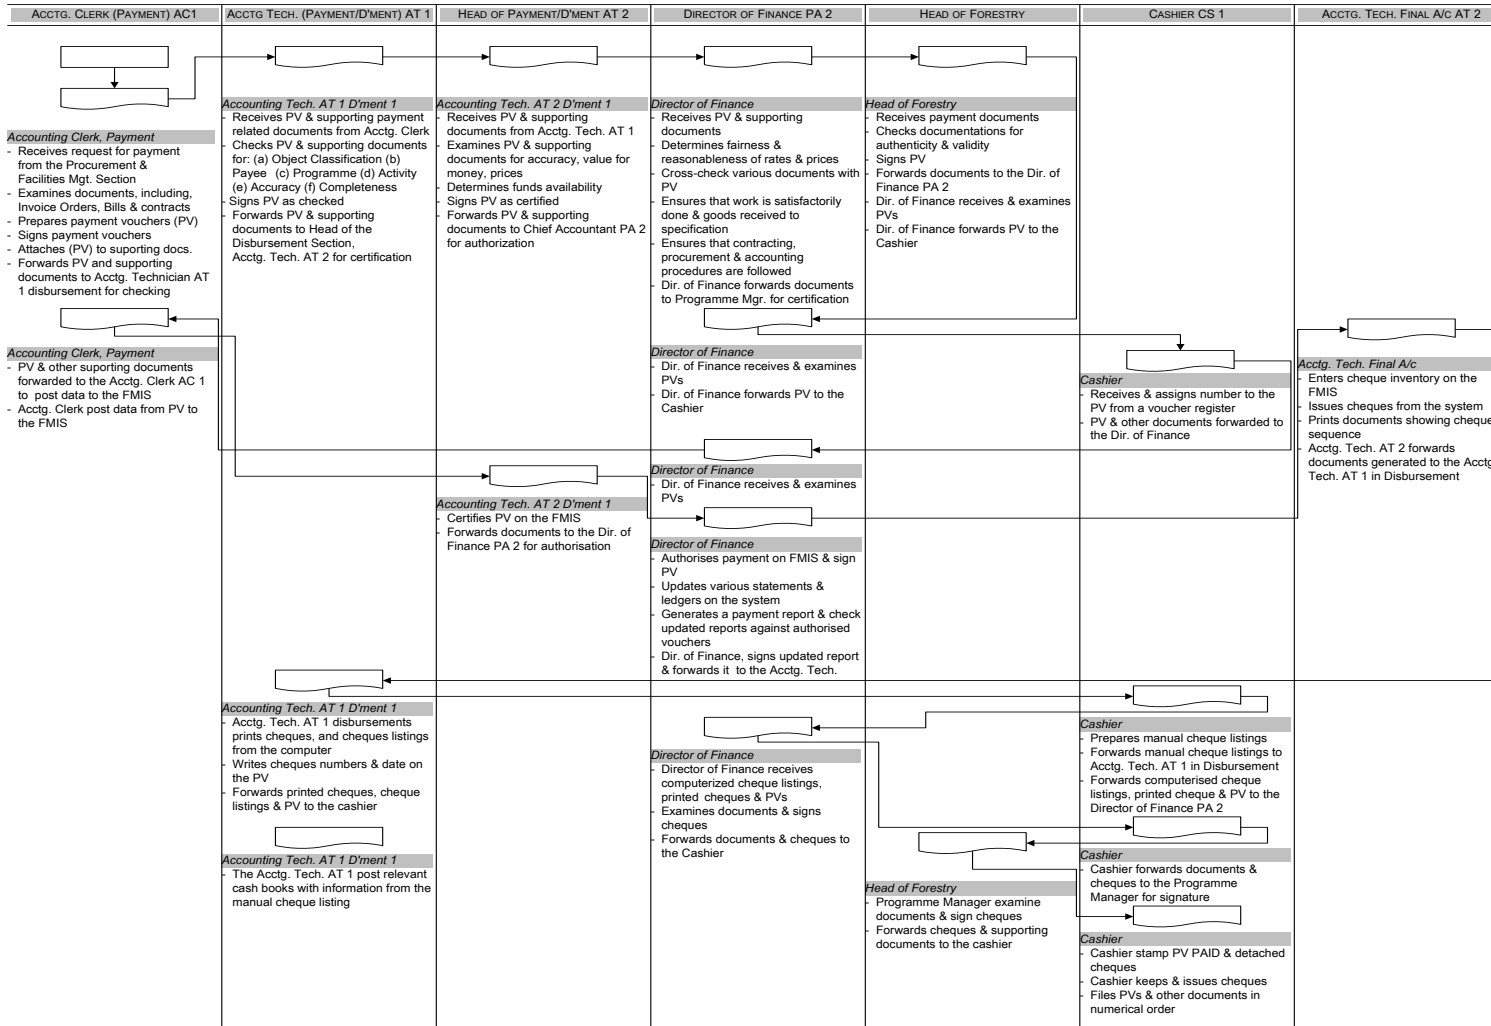 ACCTG. CLERK (PAYMENT) AC1
ACCTG TECH. (PAYMENT/D'MENT) AT 1
HEAD OF PAYMENT/D'MENT AT 2
DIRECTOR OF FINANCE PA 2
HEAD OF FORESTRY
CASHIER CS 1
ACCTG. TECH. FINAL A/C AT 2
Accounting Clerk, Payment
- Receives request for payment
from the Procurement &
Facilities Mgt. Section
- Examines documents, including,
Invoice Orders, Bills & contracts
- Prepares payment vouchers (PV)
- Signs payment vouchers
- Attaches (PV) to suporting docs.
- Forwards PV and supporting
documents to Acctg. Technician AT
1 disbursement for checking
Accounting Tech. AT 1 D'ment 1
- Receives PV & supporting payment
related documents from Acctg. Clerk
- Checks PV & supporting documents
for: (a) Object Classification (b)
Payee (c) Programme (d) Activity
(e) Accuracy (f) Completeness
- Signs PV as checked
- Forwards PV & supporting
documents to Head of the
Disbursement Section,
Acctg. Tech. AT 2 for certification
Accounting Tech. AT 2 D'ment 1
- Receives PV & supporting
documents from Acctg. Tech. AT 1
- Examines PV & supporting
documents for accuracy, value for
money, prices
- Determines funds availability
- Signs PV as certified
- Forwards PV & supporting
documents to Chief Accountant PA 2
for authorization
Director of Finance
- Receives PV & supporting
documents
- Determines fairness &
reasonableness of rates & prices
- Cross-check various documents with
PV
- Ensures that work is satisfactorily
done & goods received to
specification
- Ensures that contracting,
procurement & accounting
procedures are followed
- Dir. of Finance forwards documents
to Programme Mgr. for certification
Head of Forestry
- Receives payment documents
- Checks documentations for
authenticity & validity
- Signs PV
- Forwards documents to the Dir. of
Finance PA 2
- Dir. of Finance receives & examines
PVs
- Dir. of Finance forwards PV to the
Cashier
Accounting Clerk, Payment
- PV & other suporting documents
forwarded to the Acctg. Clerk AC 1
to post data to the FMIS
- Acctg. Clerk post data from PV to
the FMIS
Director of Finance
- Dir. of Finance receives & examines
PVs
- Dir. of Finance forwards PV to the
Cashier
Cashier
- Receives & assigns number to the
PV from a voucher register
- PV & other documents forwarded to
the Dir. of Finance
Acctg. Tech. Final A/c
- Enters cheque inventory on the
FMIS
- Issues cheques from the system
- Prints documents showing cheque
sequence
- Acctg. Tech. AT 2 forwards
documents generated to the Acctg
Tech. AT 1 in Disbursement
Director of Finance
- Dir. of Finance receives & examines
PVs
Accounting Tech. AT 2 D'ment 1
- Certifies PV on the FMIS
- Forwards documents to the Dir. of
Finance PA 2 for authorisation
Director of Finance
- Authorises payment on FMIS & sign
PV
- Updates various statements &
ledgers on the system
- Generates a payment report & check
updated reports against authorised
vouchers
- Dir. of Finance, signs updated report
& forwards it to the Acctg. Tech.
Accounting Tech. AT 1 D'ment 1
- Acctg. Tech. AT 1 disbursements
prints cheques, and cheques listings
from the computer
- Writes cheques numbers & date on
the PV
- Forwards printed cheques, cheque
listings & PV to the cashier
Cashier
- Prepares manual cheque listings
- Forwards manual cheque listings to
Acctg. Tech. AT 1 in Disbursement
- Forwards computerised cheque
listings, printed cheque & PV to the
Director of Finance PA 2
Director of Finance
- Director of Finance receives
computerized cheque listings,
printed cheques & PVs
- Examines documents & signs
cheques
- Forwards documents & cheques to
the Cashier
Accounting Tech. AT 1 D'ment 1
- The Acctg. Tech. AT 1 post relevant
cash books with information from the
manual cheque listing
Cashier
- Cashier forwards documents &
cheques to the Programme
Manager for signature
Head of Forestry
- Programme Manager examine
documents & sign cheques
- Forwards cheques & supporting
documents to the cashier
Cashier
- Cashier stamp PV PAID & detached
cheques
- Cashier keeps & issues cheques
- Files PVs & other documents in
numerical order